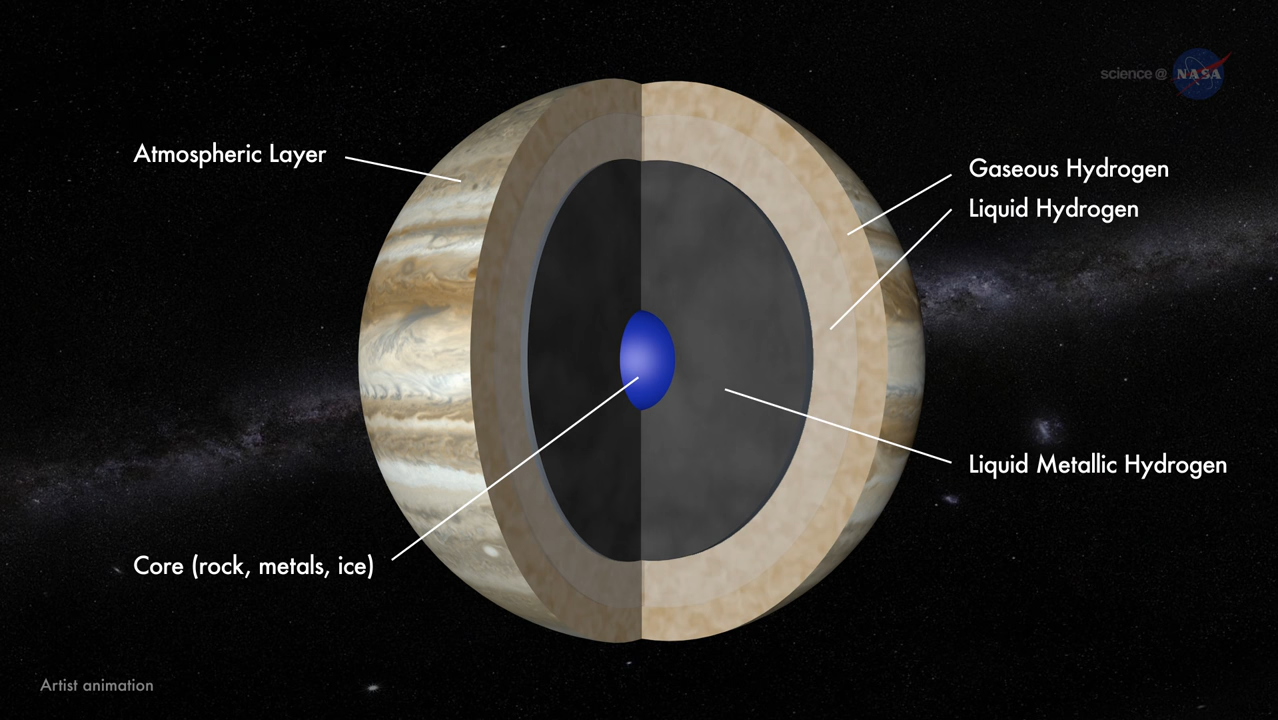 science @ NASA
Atmospheric Layer
Gaseous Hydrogen
Liquid Hydrogen
Liquid Metallic Hydrogen
Core (rock, metals, ice)
Artist animation